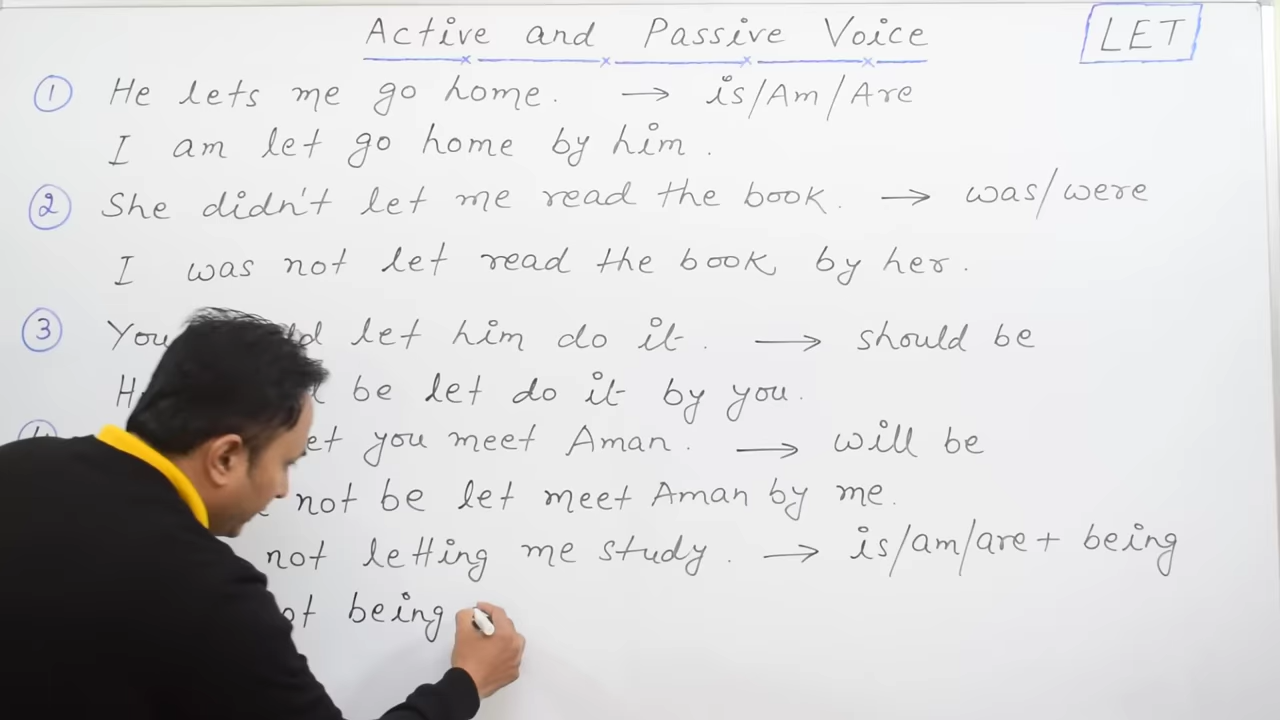 Active and Passive Voice LET
1 He lets me go home. → is/Am/Are
I am let go home by him.
2 She didn't let me read the book. → was/were
I was not let read the book by her.
3 You let him do it. → should be
be let do it by you.
you meet Aman. → will be
not be let meet Aman by me.
not letting me study. → is/am/are + being
being